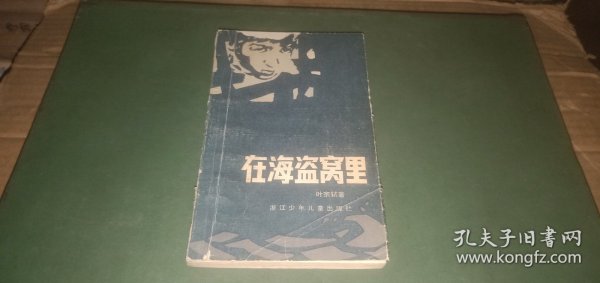 在海盗窝里
叶宗轼著
浙江少年儿童出版社
孔夫子旧书网
www.kongfz.com